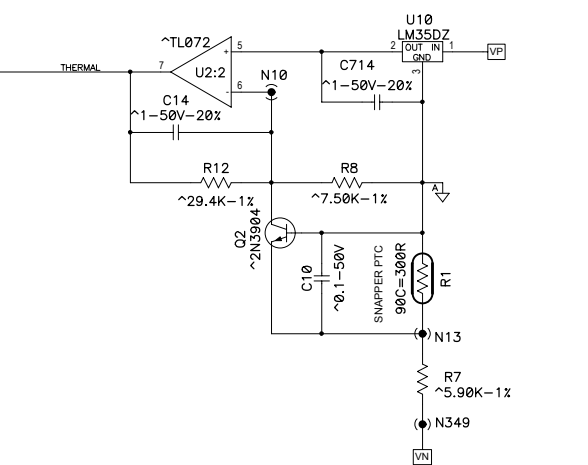 U10
LM35DZ
^TL072
2
OUT IN
1
VP
GND
3
5
+
THERMAL
7
U2:2
6
-
N10
C714
^1-50V-20%
C14
^1-50V-20%
R12
^29.4K-1%
R8
^7.50K-1%
A
Q2
^2N3904
C10
^0.1-50V
SNAPPER PTC
90C=300R
R1
N13
R7
^5.90K-1%
N349
VN